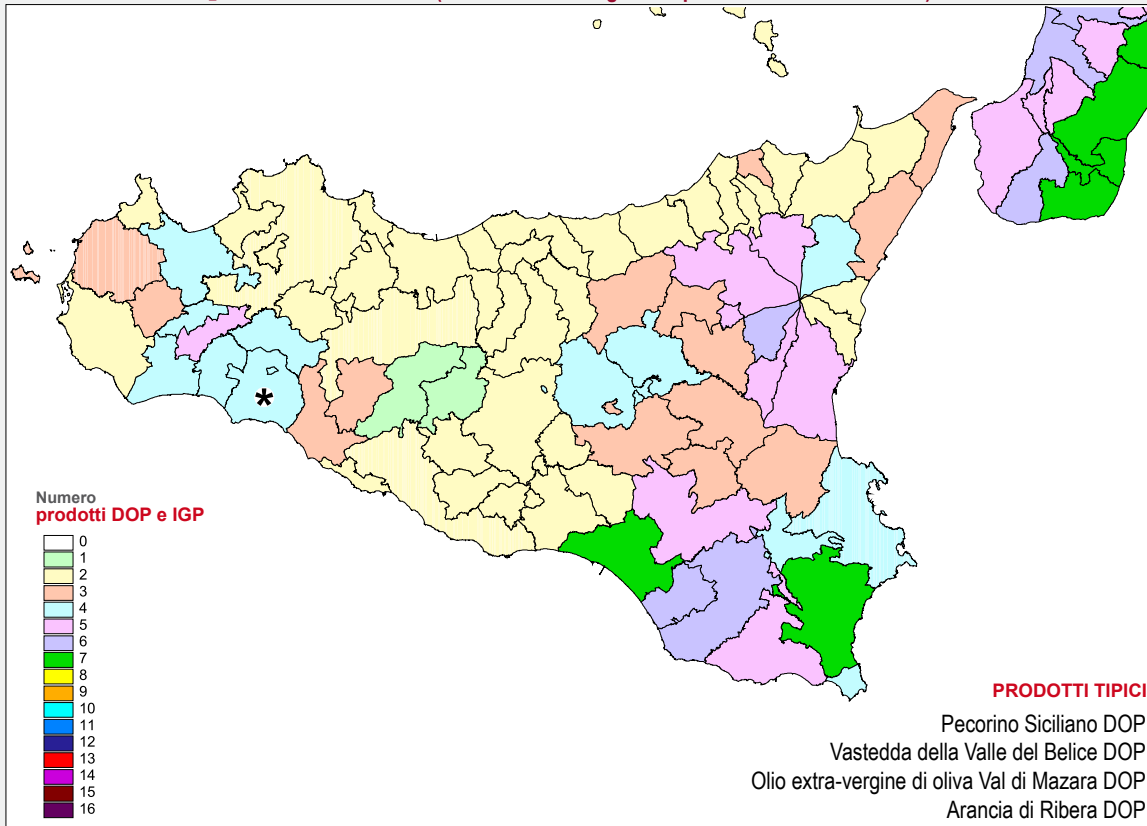 Numero
prodotti DOP e IGP
0
1
2
3
4
5
6
7
8
9
10
11
12
13
14
15
16
*
PRODOTTI TIPICI
Pecorino Siciliano DOP
Vastedda della Valle del Belice DOP
Olio extra-vergine di oliva Val di Mazara DOP
Arancia di Ribera DOP